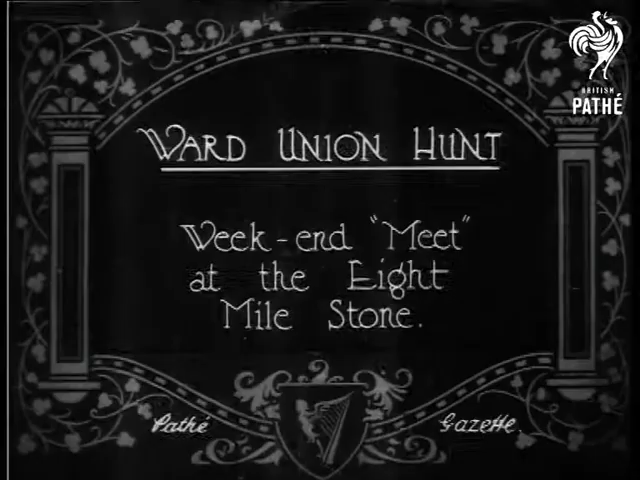 BRITISH
PATHÉ
WARD UNION HUNT
Week-end "Meet"
at the Eight
Mile Stone.
Pathé Gazette.